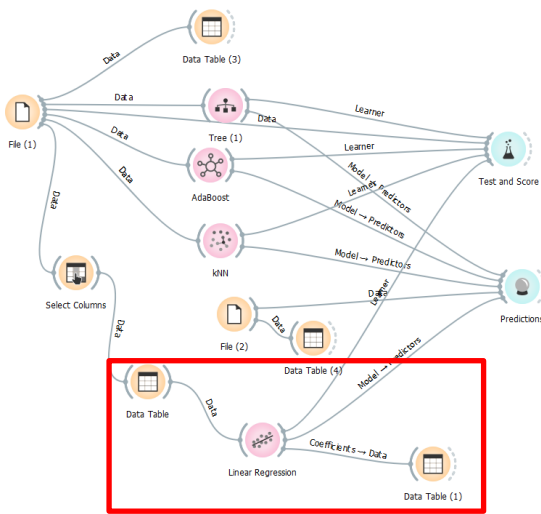 Data
Data Table (3)
Data
File (1)
Tree (1)
Data
Learner
Data
Learner
AdaBoost
Test and Score
Data
Model → Predictors
Learner
Model → Predictors
Data
kNN
Model → Predictors
Select Columns
Data
Learner
Predictions
File (2)
Data
Data
Data Table (4)
Model → Predictors
Data Table
Data
Linear Regression
Coefficients → Data
Data Table (1)